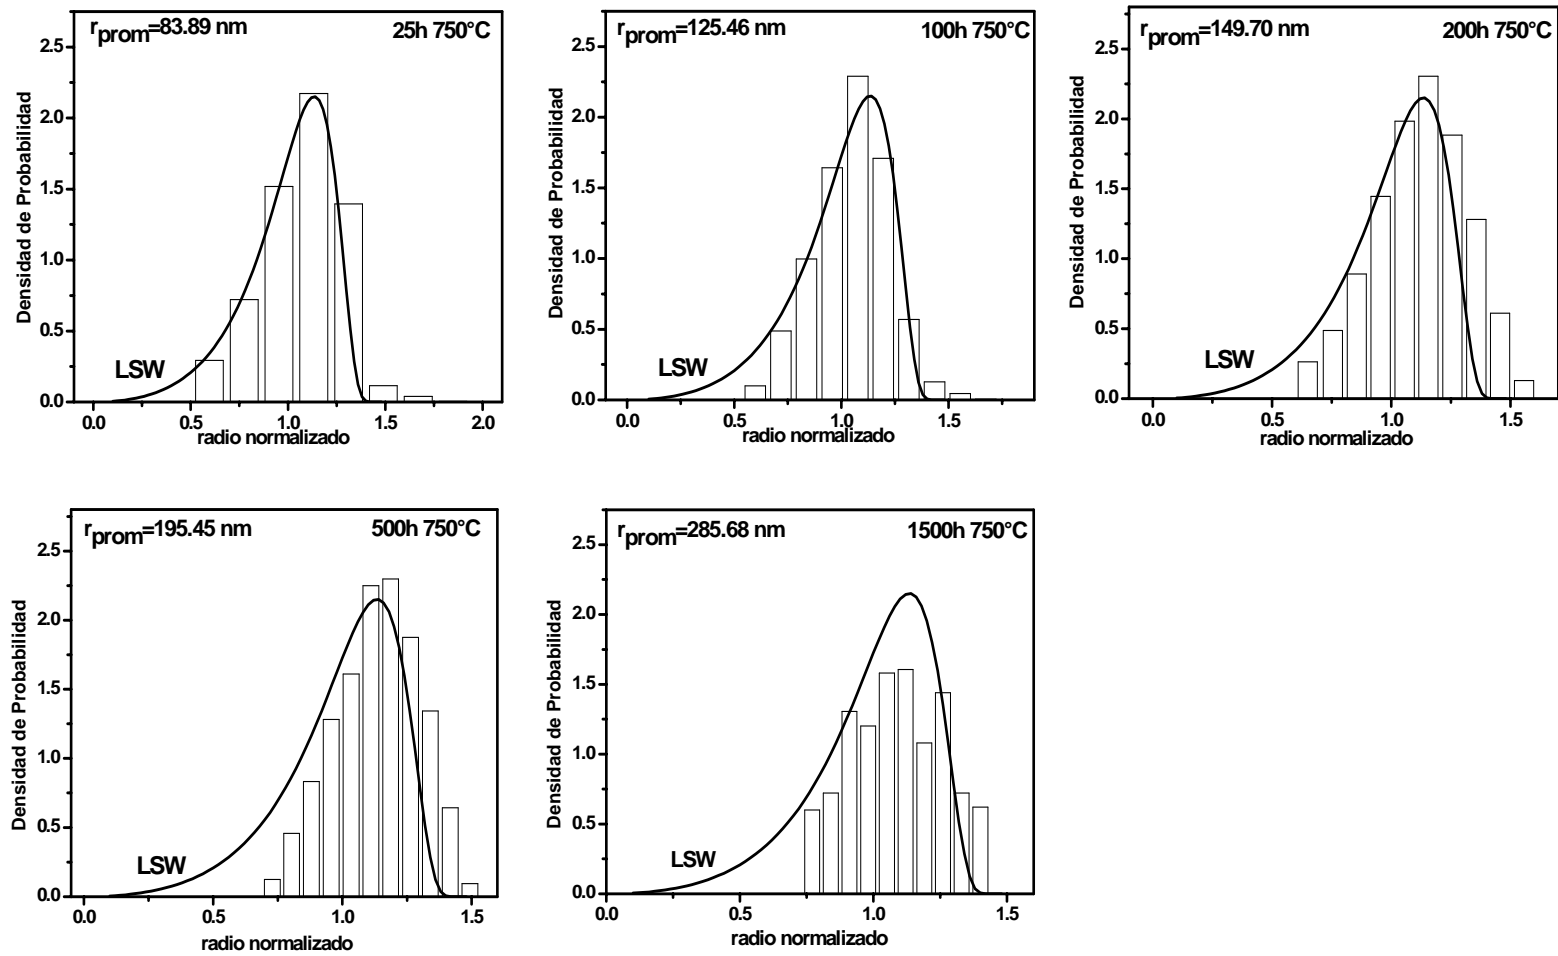 r prom=83.89 nm 25h 750°C
2.5
2.0
1.5
1.0
0.5
0.0
Densidad de Probabilidad
LSW
0.0 0.5 1.0 1.5 2.0
radio normalizado
r prom=125.46 nm 100h 750°C
2.5
2.0
1.5
1.0
0.5
0.0
Densidad de Probabilidad
LSW
0.0 0.5 1.0 1.5
radio normalizado
r prom=149.70 nm 200h 750°C
2.5
2.0
1.5
1.0
0.5
0.0
Densidad de Probabilidad
LSW
0.0 0.5 1.0 1.5
radio normalizado
r prom=195.45 nm 500h 750°C
2.5
2.0
1.5
1.0
0.5
0.0
Densidad de Probabilidad
LSW
0.0 0.5 1.0 1.5
radio normalizado
r prom=285.68 nm 1500h 750°C
2.5
2.0
1.5
1.0
0.5
0.0
Densidad de Probabilidad
LSW
0.0 0.5 1.0 1.5
radio normalizado